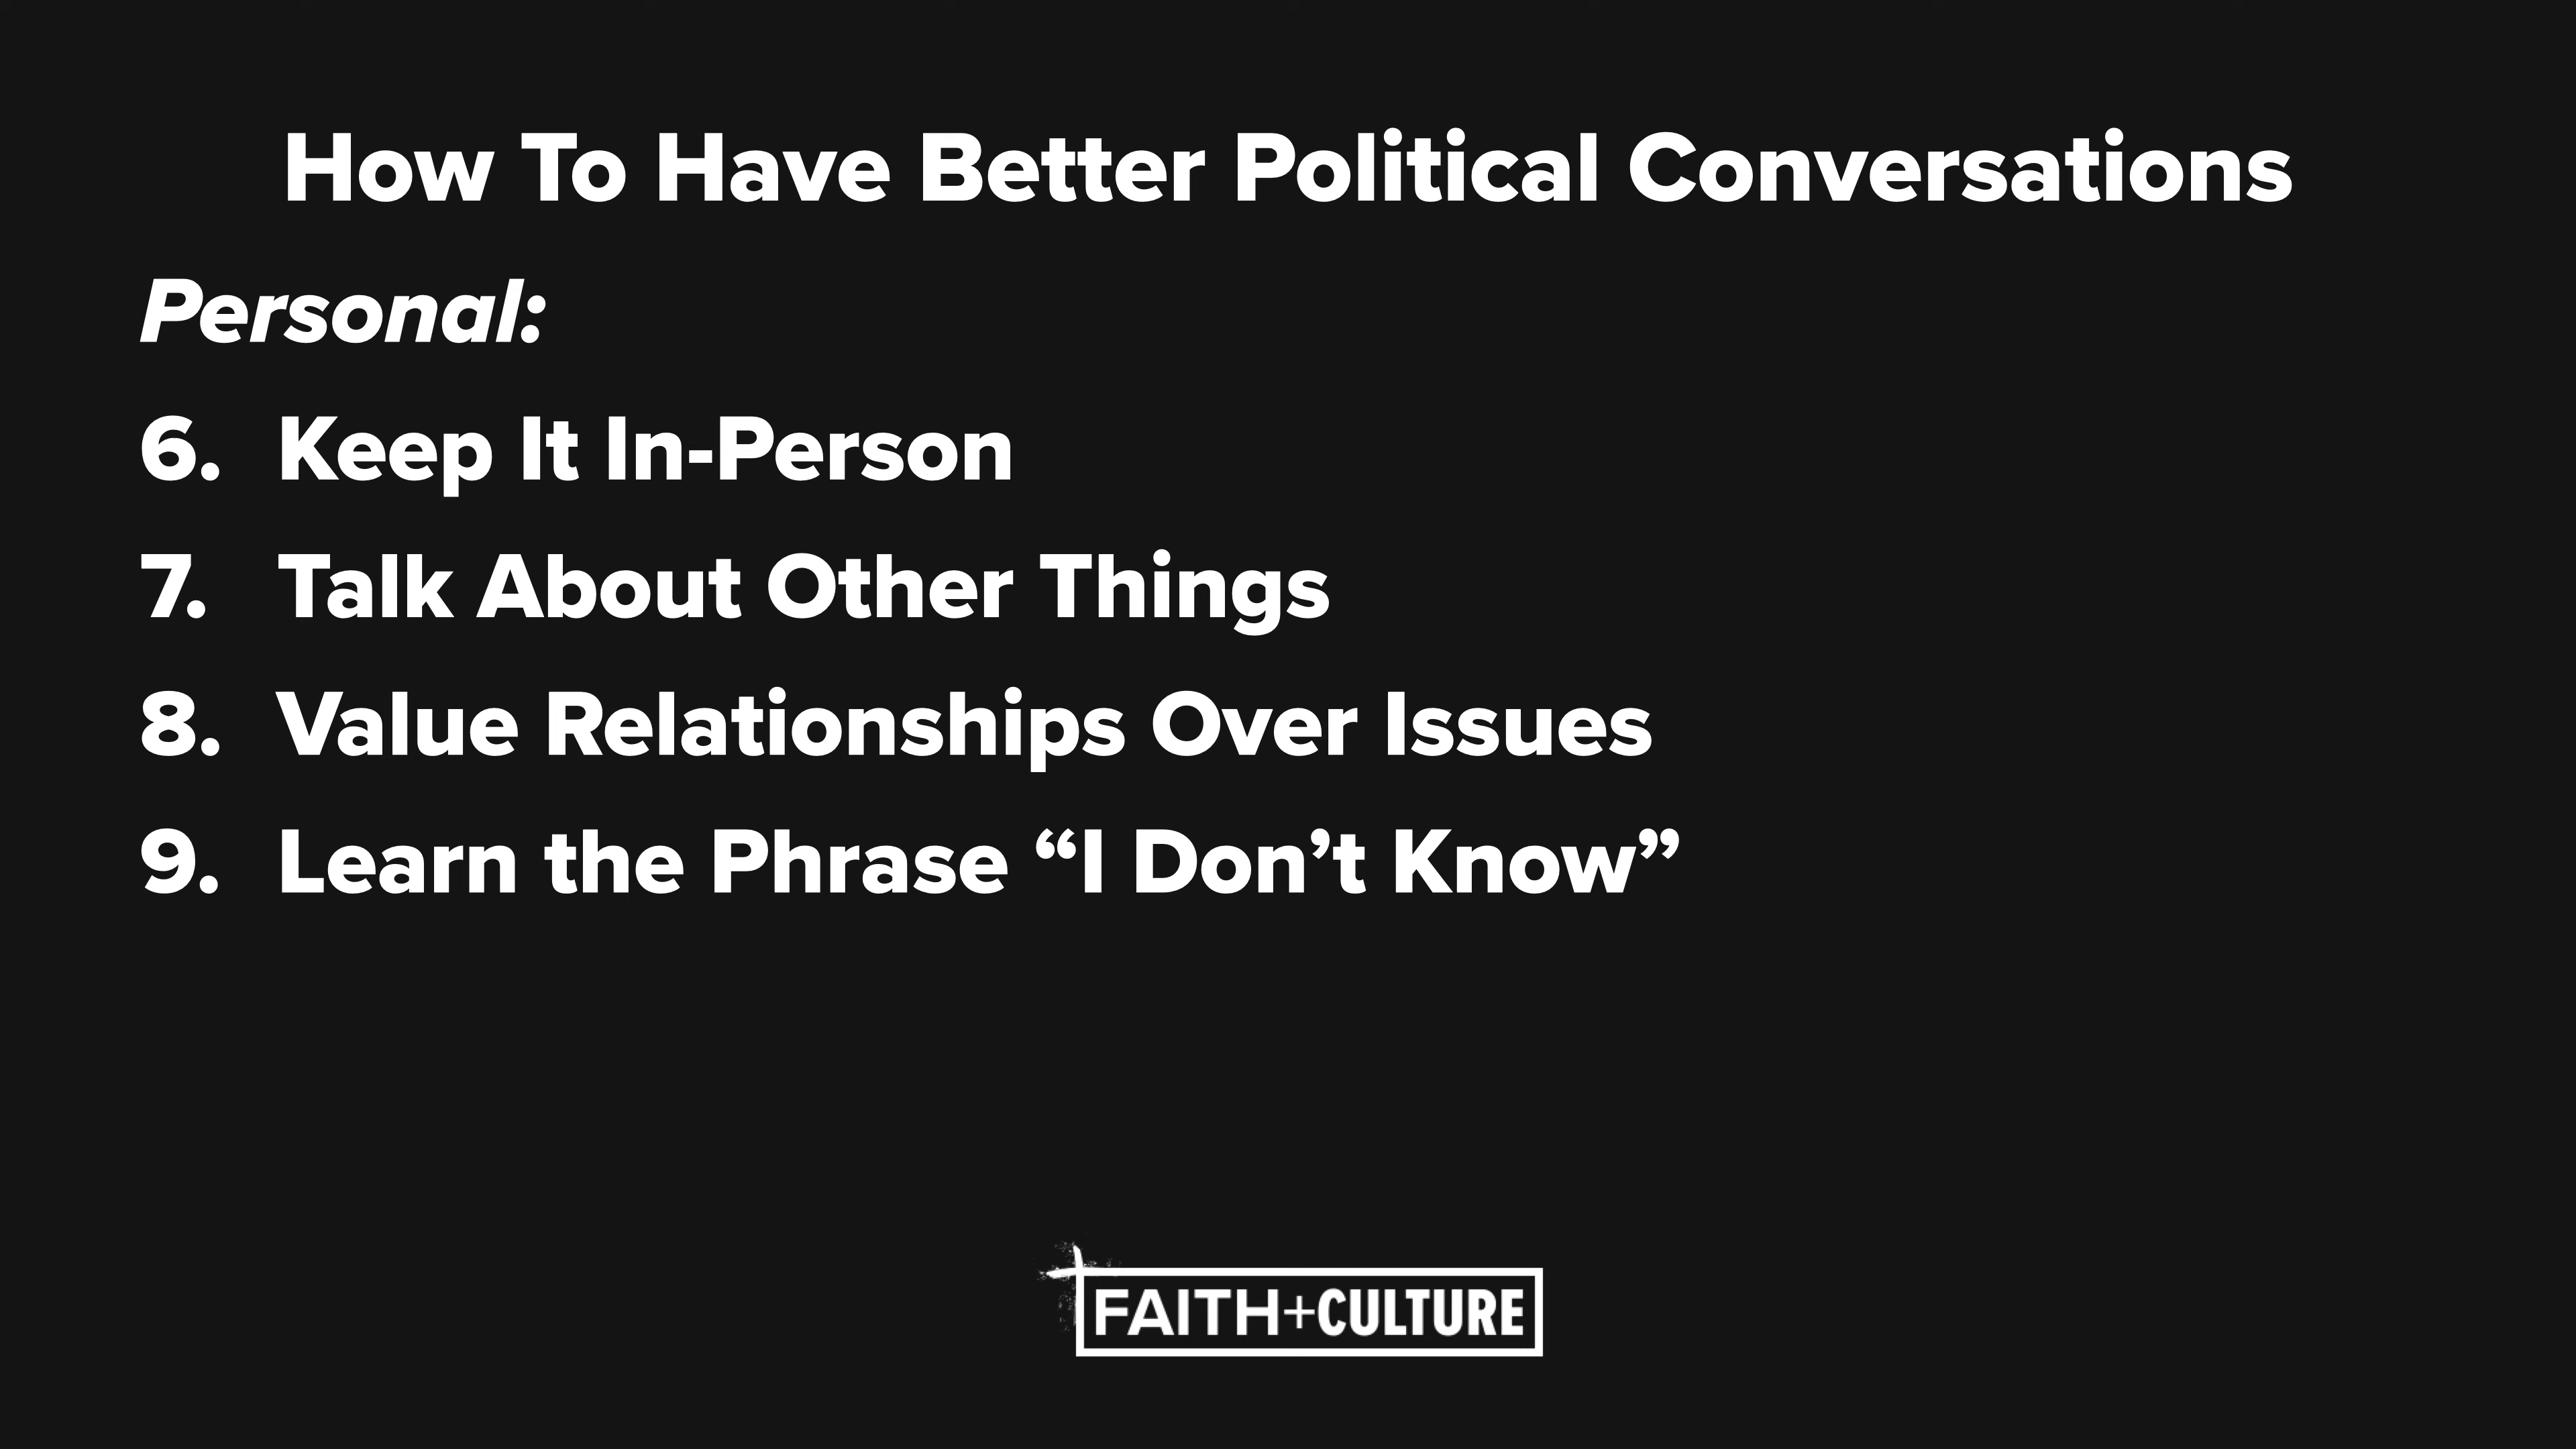 How To Have Better Political Conversations
Personal:
6. Keep It In-Person
7. Talk About Other Things
8. Value Relationships Over Issues
9. Learn the Phrase “I Don’t Know”
FAITH+CULTURE